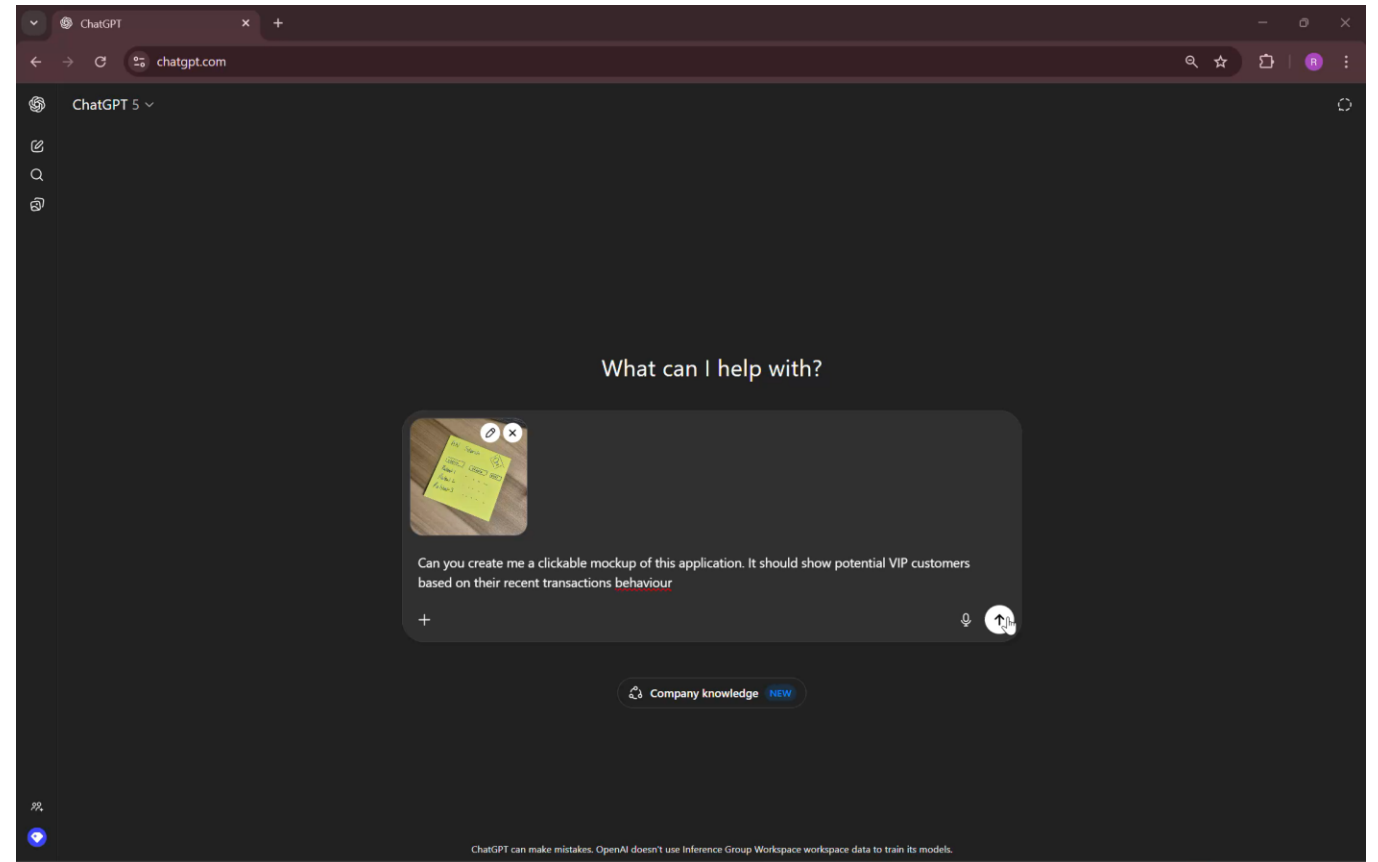 ChatGPT
chatgpt.com
R
ChatGPT 5
What can I help with?
Can you create me a clickable mockup of this application. It should show potential VIP customers
based on their recent transactions behaviour
Company knowledge NEW
ChatGPT can make mistakes. OpenAI doesn't use Inference Group Workspace workspace data to train its models.